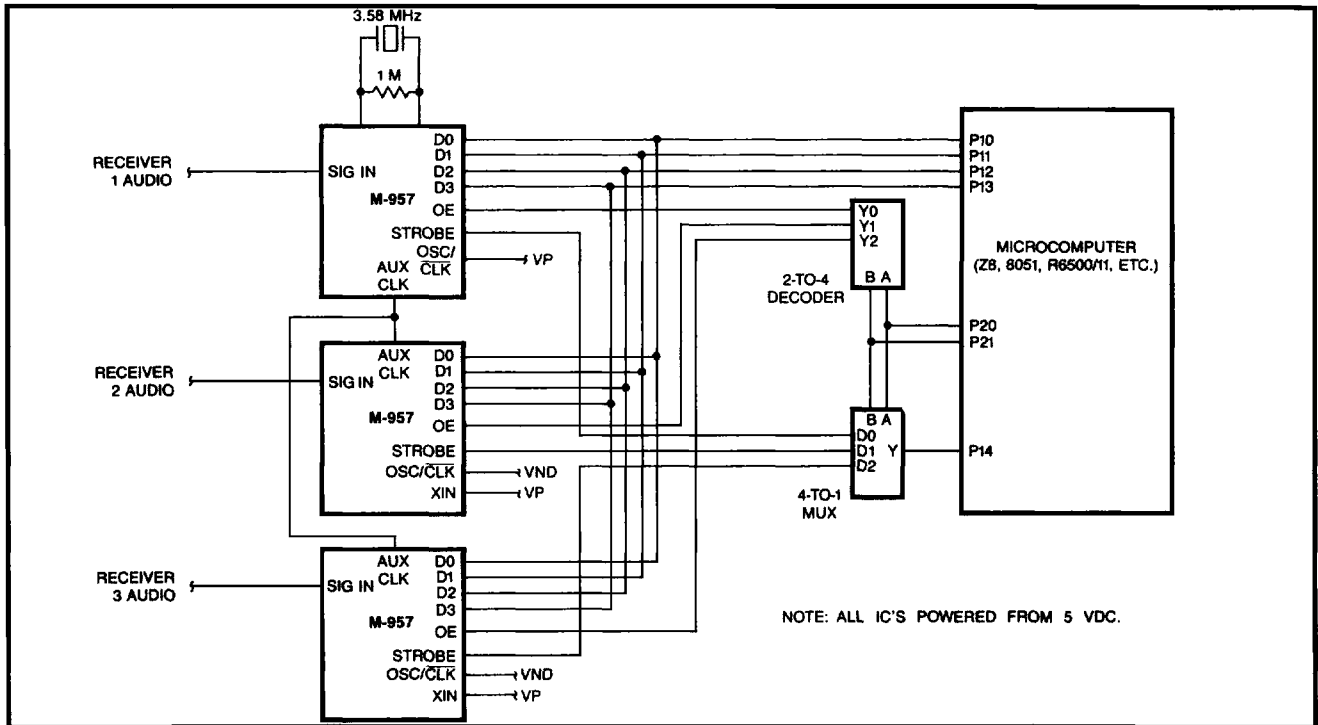 3.58 MHz
1 M
RECEIVER
1 AUDIO
SIG IN
M-957
D0
D1
D2
D3
OE
STROBE
OSC/
CLK
AUX
CLK
VP
RECEIVER
2 AUDIO
SIG IN
AUX
CLK
M-957
D0
D1
D2
D3
OE
STROBE
OSC/CLK
XIN
VND
VP
RECEIVER
3 AUDIO
SIG IN
AUX
CLK
M-957
D0
D1
D2
D3
OE
STROBE
OSC/CLK
XIN
VND
VP
Y0
Y1
Y2
B A
2-TO-4
DECODER
B A
D0
D1
D2
Y
4-TO-1
MUX
P10
P11
P12
P13
MICROCOMPUTER
(Z8, 8051, R6500/11, ETC.)
P20
P21
P14
NOTE: ALL IC'S POWERED FROM 5 VDC.